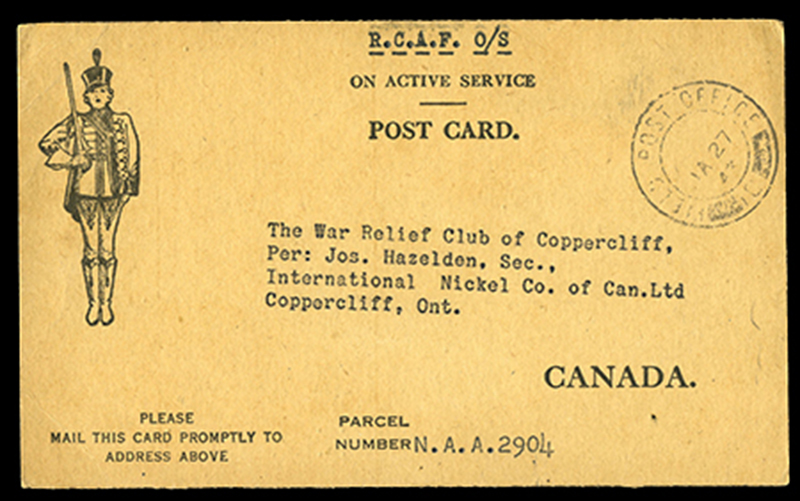 R.C.A.F. O/S
ON ACTIVE SERVICE
POST CARD.
POST OFFICE
JA 27
43
FIELD
The War Relief Club of Coppercliff,
Per: Jos. Hazelden, Sec.,
International Nickel Co. of Can.Ltd
Coppercliff, Ont.
CANADA.
PLEASE
MAIL THIS CARD PROMPTLY TO
ADDRESS ABOVE
PARCEL
NUMBER N.A.A.2904